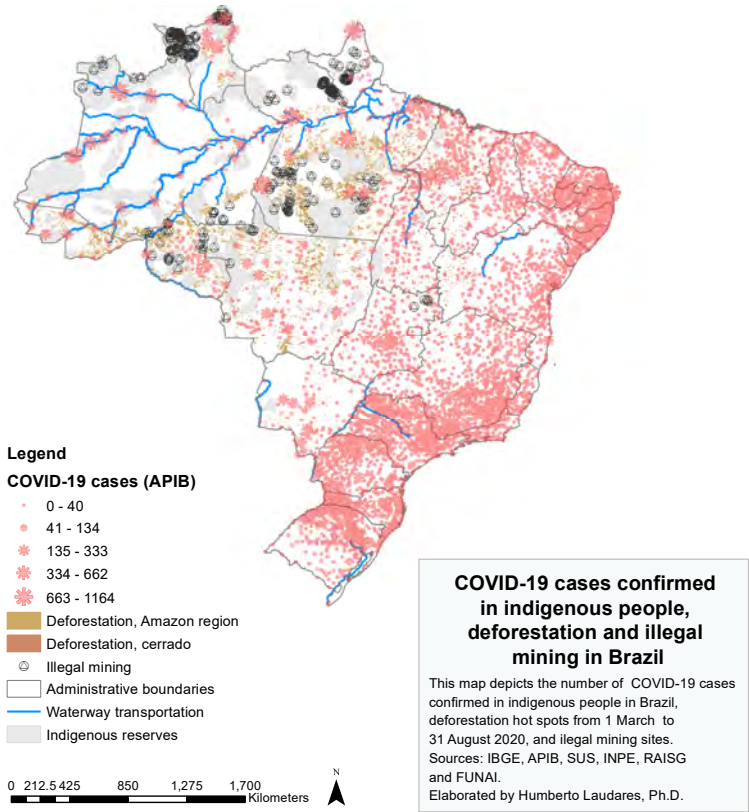 Legend
COVID-19 cases (APIB)
0 - 40
41 - 134
135 - 333
334 - 662
663 - 1164
Deforestation, Amazon region
Deforestation, cerrado
Illegal mining
Administrative boundaries
Waterway transportation
Indigenous reserves
0 212.5 425 850 1,275 1,700
Kilometers
N
COVID-19 cases confirmed
in indigenous people,
deforestation and illegal
mining in Brazil
This map depicts the number of COVID-19 cases
confirmed in indigenous people in Brazil,
deforestation hot spots from 1 March to
31 August 2020, and ilegal mining sites.
Sources: IBGE, APIB, SUS, INPE, RAISG
and FUNAI.
Elaborated by Humberto Laudares, Ph.D.